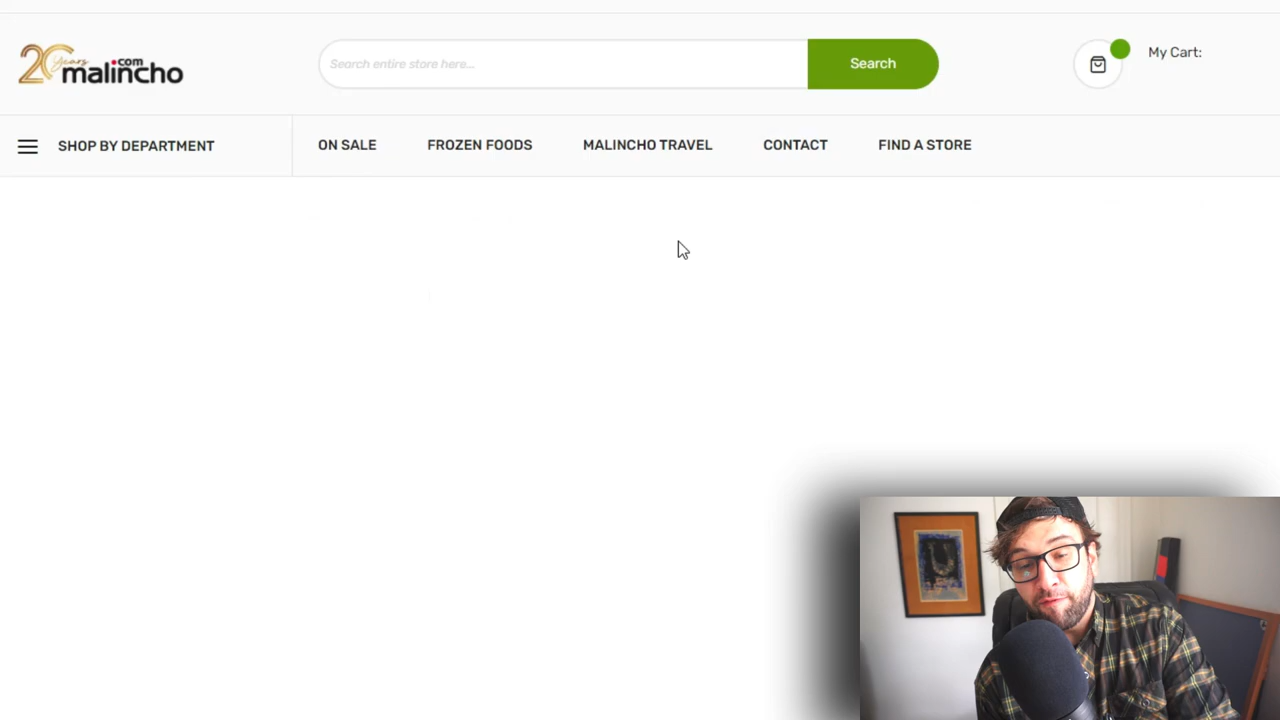 20 Years
malincho.com
Search entire store here...
Search
My Cart:
SHOP BY DEPARTMENT
ON SALE
FROZEN FOODS
MALINCHO TRAVEL
CONTACT
FIND A STORE